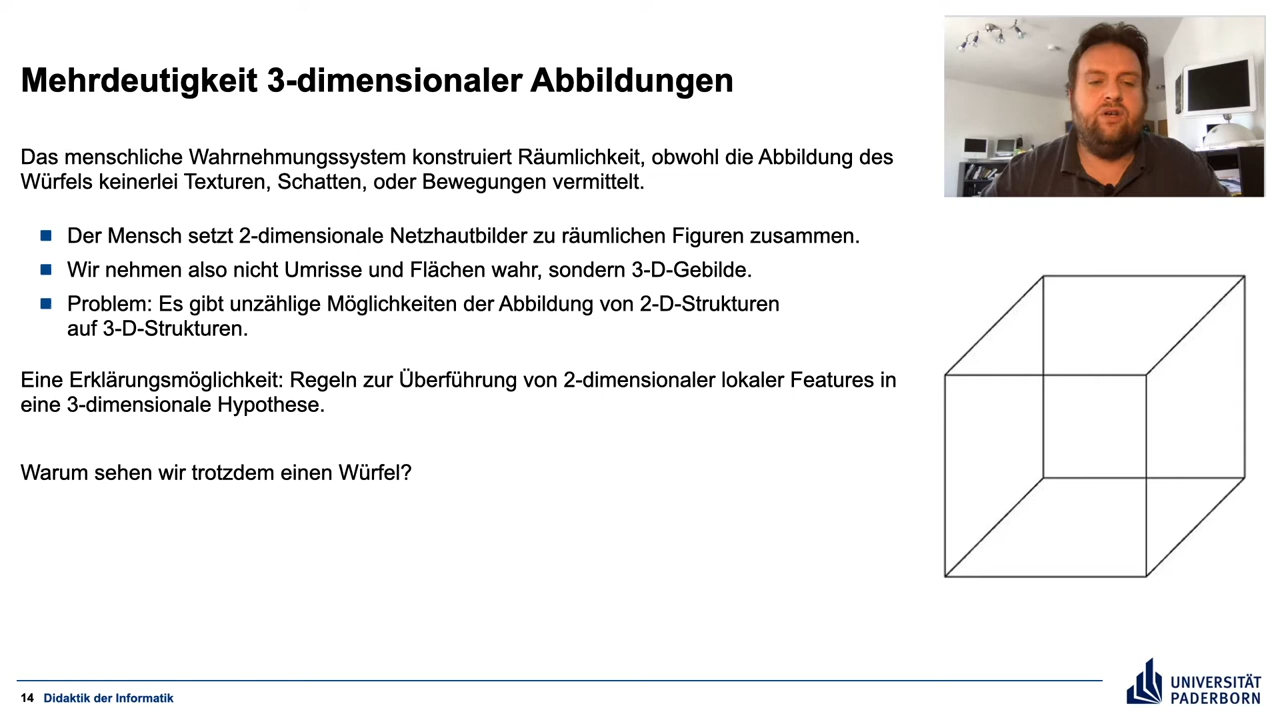 Mehrdeutigkeit 3-dimensionaler Abbildungen
Das menschliche Wahrnehmungssystem konstruiert Räumlichkeit, obwohl die Abbildung des
Würfels keinerlei Texturen, Schatten, oder Bewegungen vermittelt.
Der Mensch setzt 2-dimensionale Netzhautbilder zu räumlichen Figuren zusammen.
Wir nehmen also nicht Umrisse und Flächen wahr, sondern 3-D-Gebilde.
Problem: Es gibt unzählige Möglichkeiten der Abbildung von 2-D-Strukturen
auf 3-D-Strukturen.
Eine Erklärungsmöglichkeit: Regeln zur Überführung von 2-dimensionaler lokaler Features in
eine 3-dimensionale Hypothese.
Warum sehen wir trotzdem einen Würfel?
14 Didaktik der Informatik
UNIVERSITÄT
PADERBORN